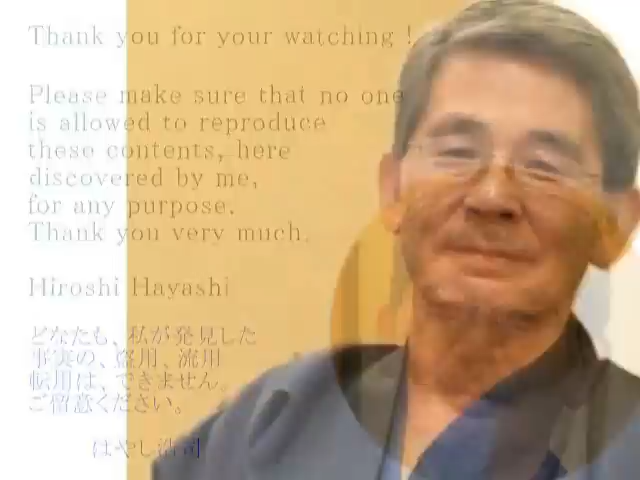 Thank you for your watching !
Please make sure that no one
is allowed to reproduce
these contents, here
discovered by me,
for any purpose.
Thank you very much.
Hiroshi Hayashi
どなたも、私が発見した
事実の、盗用、流用
転用は、できません。
ご留意ください。
はやし浩司